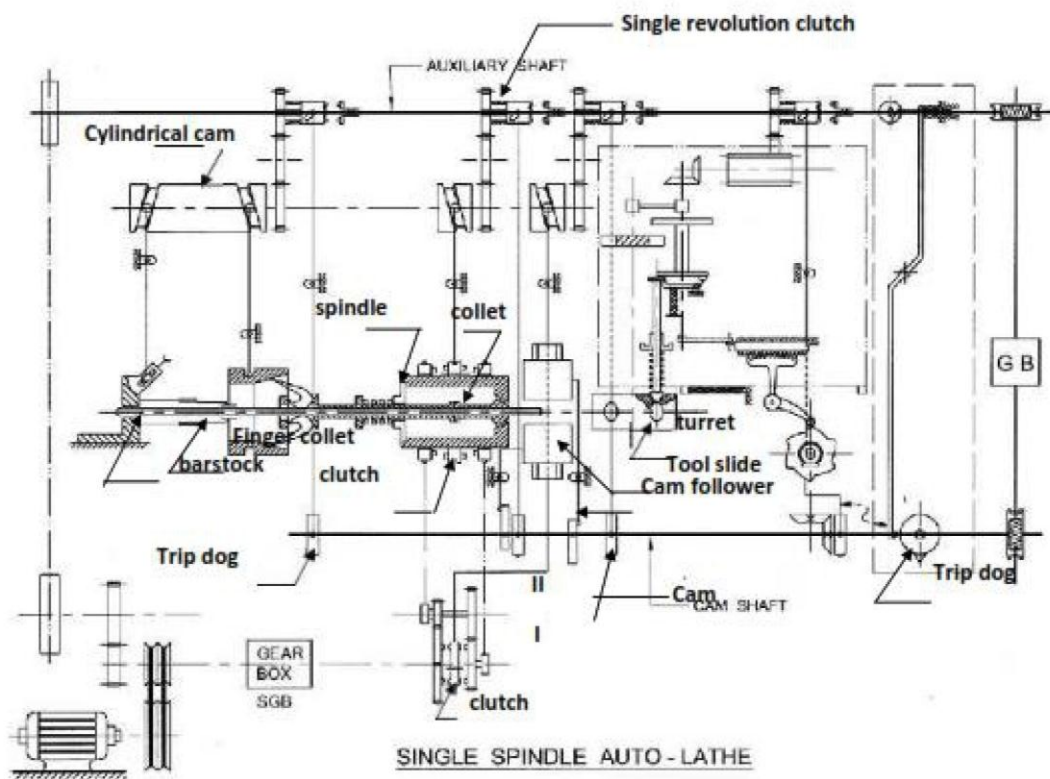 Single revolution clutch
AUXILIARY SHAFT
Cylindrical cam
spindle
collet
G B
Finger collet
turret
barstock
clutch
Tool slide
Cam follower
Trip dog
Trip dog
II
Cam
CAM SHAFT
I
GEAR
BOX
SGB
clutch
SINGLE SPINDLE AUTO - LATHE